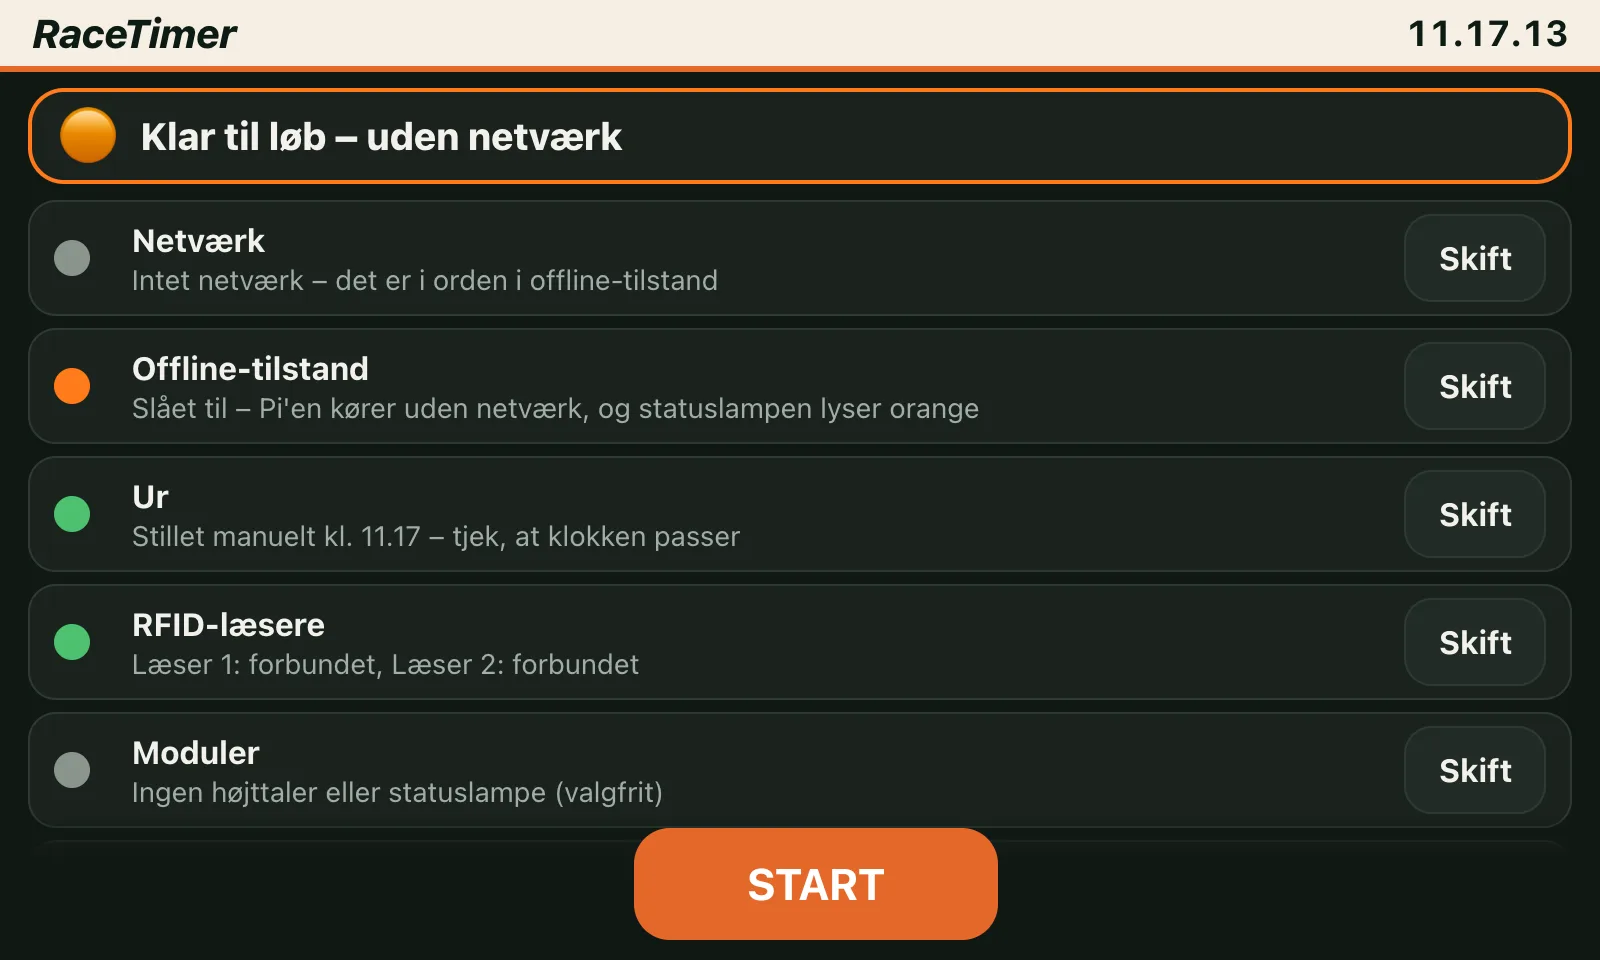 RaceTimer
11.17.13
Klar til løb – uden netværk
Netværk
Intet netværk – det er i orden i offline-tilstand
Skift
Offline-tilstand
Slået til – Pi'en kører uden netværk, og statuslampen lyser orange
Skift
Ur
Stillet manuelt kl. 11.17 – tjek, at klokken passer
Skift
RFID-læsere
Læser 1: forbundet, Læser 2: forbundet
Skift
Moduler
Ingen højttaler eller statuslampe (valgfrit)
Skift
START